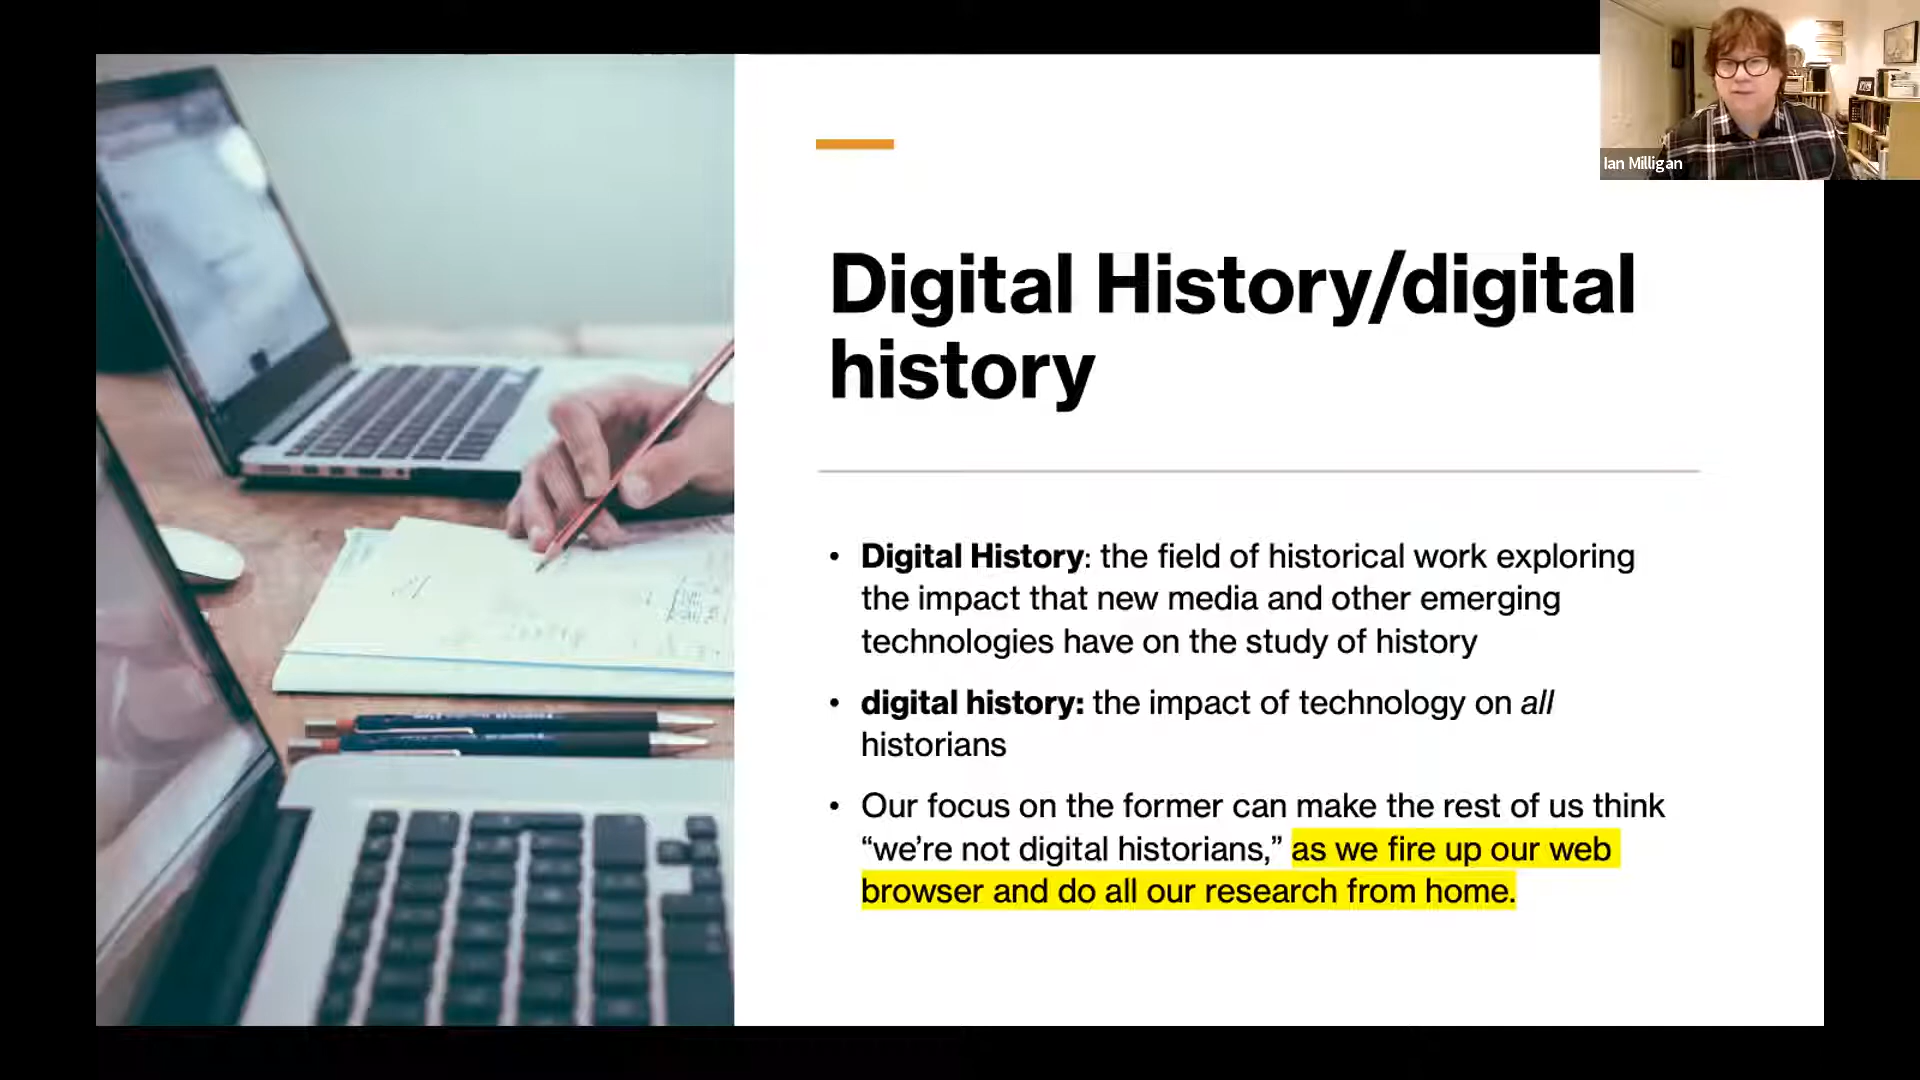 Ian Milligan
Digital History/digital
history
• Digital History: the field of historical work exploring
the impact that new media and other emerging
technologies have on the study of history
• digital history: the impact of technology on all
historians
• Our focus on the former can make the rest of us think
“we’re not digital historians,” as we fire up our web
browser and do all our research from home.